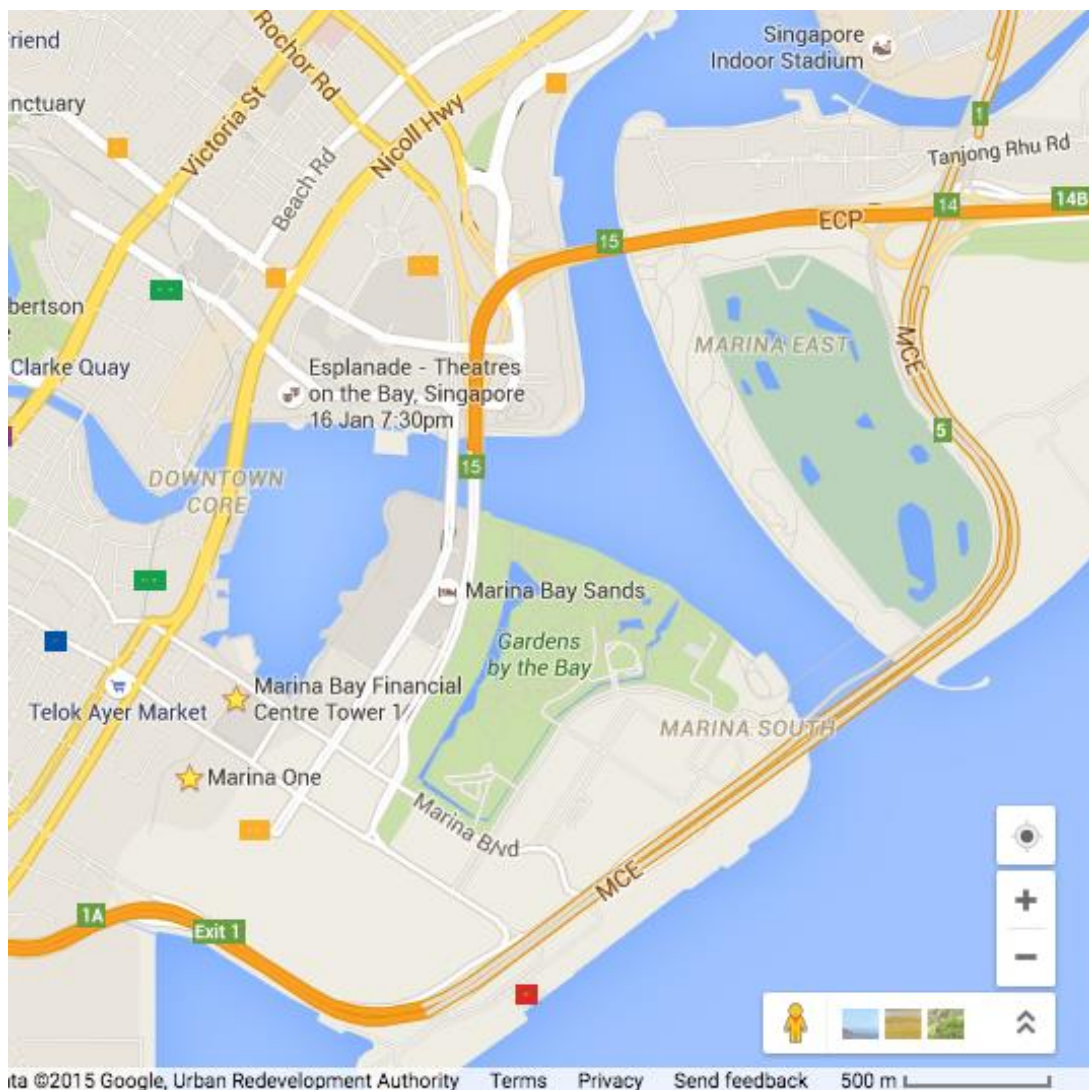 friend
Rochor Rd
Singapore
Indoor Stadium
anctuary
Victoria St
Nicoll Hwy
Beach Rd
1
Tanjong Rhu Rd
14
14B
ECP
15
bertson
MARINA EAST
MCE
Clarke Quay
Esplanade - Theatres
on the Bay, Singapore
16 Jan 7:30pm
5
15
DOWNTOWN
CORE
Marina Bay Sands
Gardens
by the Bay
Marina Bay Financial
Centre Tower 1
Telok Ayer Market
MARINA SOUTH
Marina One
Marina Blvd
MCE
1A
Exit 1
ta ©2015 Google, Urban Redevelopment Authority Terms Privacy Send feedback 500 m